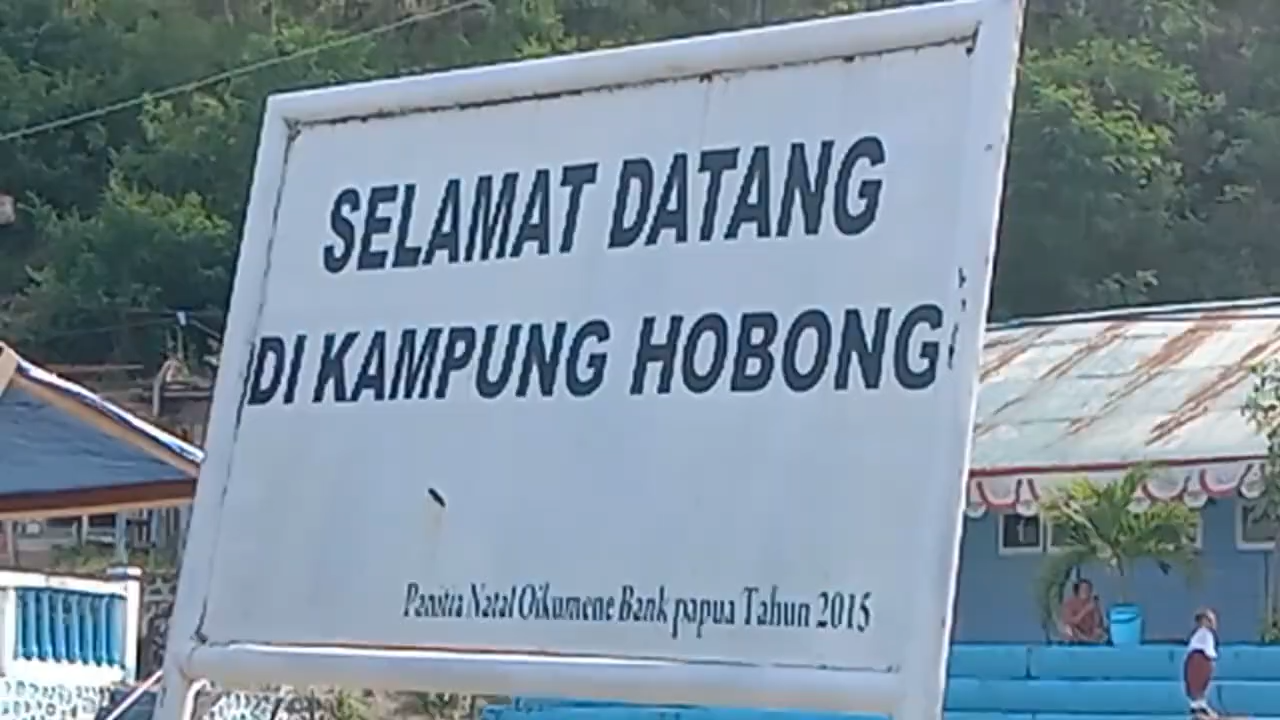 SELAMAT DATANG
DI KAMPUNG HOBONG
Panitia Natal Oikumene Bank papua Tahun 2015